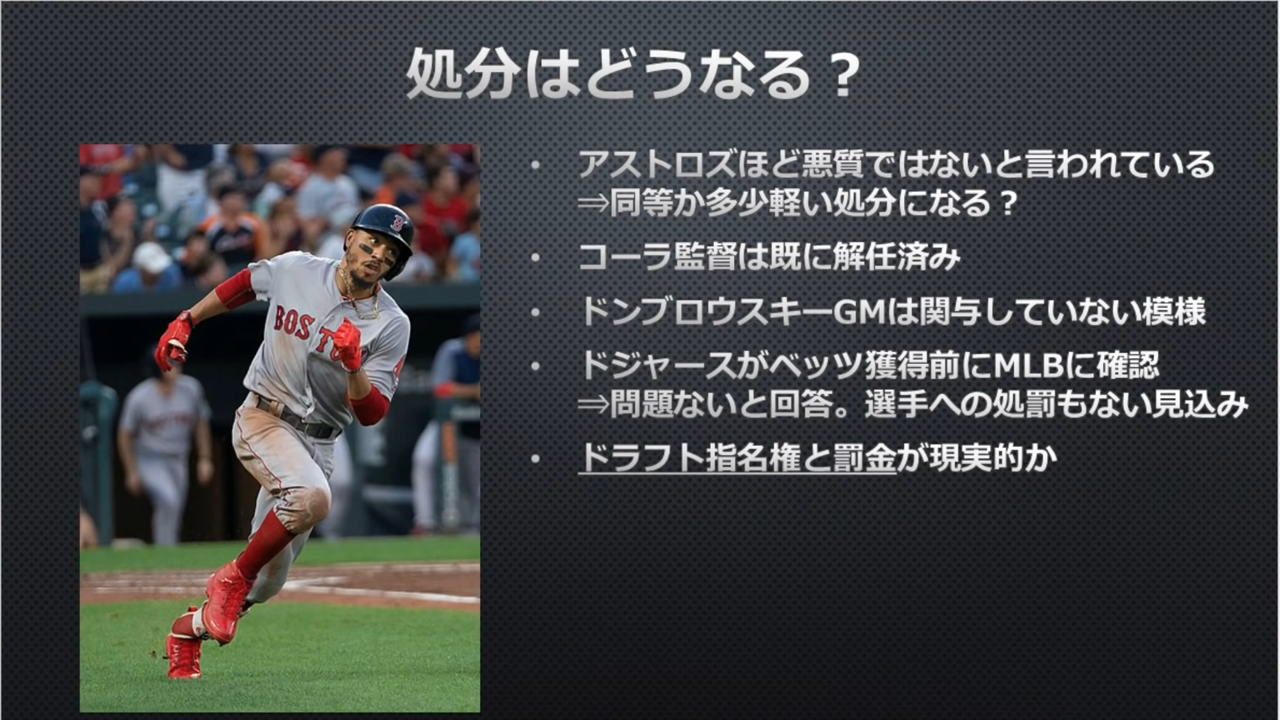 処分はどうなる？
・ アストロズほど悪質ではないと言われている
⇒同等か多少軽い処分になる？
・ コーラ監督は既に解任済み
・ ドンブロウスキーGMは関与していない模様
・ ドジャースがベッツ獲得前にMLBに確認
⇒問題ないと回答。選手への処罰もない見込み
・ ドラフト指名権と罰金が現実的か
B
BOSTO